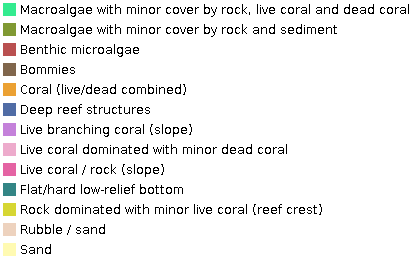 Macroalgae with minor cover by rock, live coral and dead coral
Macroalgae with minor cover by rock and sediment
Benthic microalgae
Bommies
Coral (live/dead combined)
Deep reef structures
Live branching coral (slope)
Live coral dominated with minor dead coral
Live coral / rock (slope)
Flat/hard low-relief bottom
Rock dominated with minor live coral (reef crest)
Rubble / sand
Sand